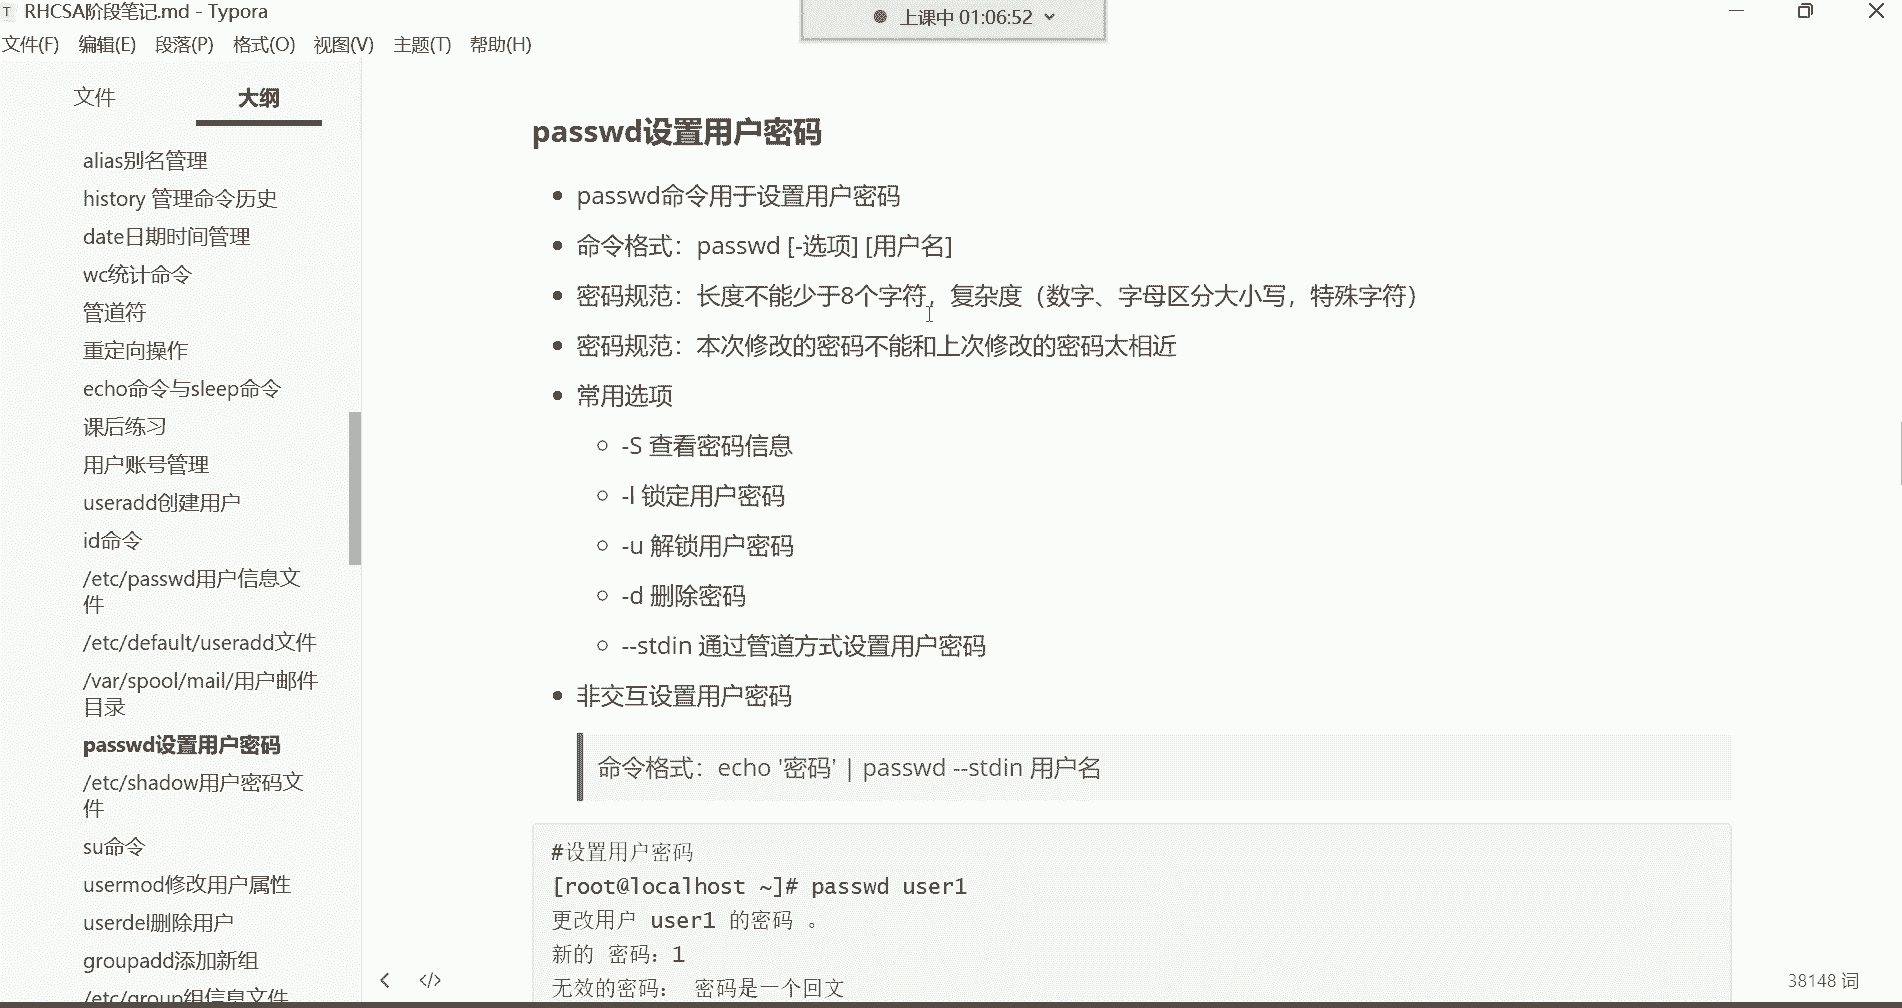 RHCSA阶段笔记.md - Typora
上课中 01:06:52
文件(F) 编辑(E) 段落(P) 格式(O) 视图(V) 主题(T) 帮助(H)
文件 大纲
alias别名管理
history 管理命令历史
date日期时间管理
wc统计命令
管道符
重定向操作
echo命令与sleep命令
课后练习
用户账号管理
useradd创建用户
id命令
/etc/passwd用户信息文
件
/etc/default/useradd文件
/var/spool/mail/用户邮件
目录
passwd设置用户密码
/etc/shadow用户密码文
件
su命令
usermod修改用户属性
userdel删除用户
groupadd添加新组
/etc/group组信息文件
passwd设置用户密码
passwd命令用于设置用户密码
命令格式：passwd [-选项] [用户名]
密码规范：长度不能少于8个字符，复杂度（数字、字母区分大小写，特殊字符）
密码规范：本次修改的密码不能和上次修改的密码太相近
常用选项
-S 查看密码信息
-l 锁定用户密码
-u 解锁用户密码
-d 删除密码
--stdin 通过管道方式设置用户密码
非交互设置用户密码
命令格式：echo '密码' | passwd --stdin 用户名
#设置用户密码
[root@localhost ~]# passwd user1
更改用户 user1 的密码 。
新的 密码：1
无效的密码： 密码是一个回文
38148 词